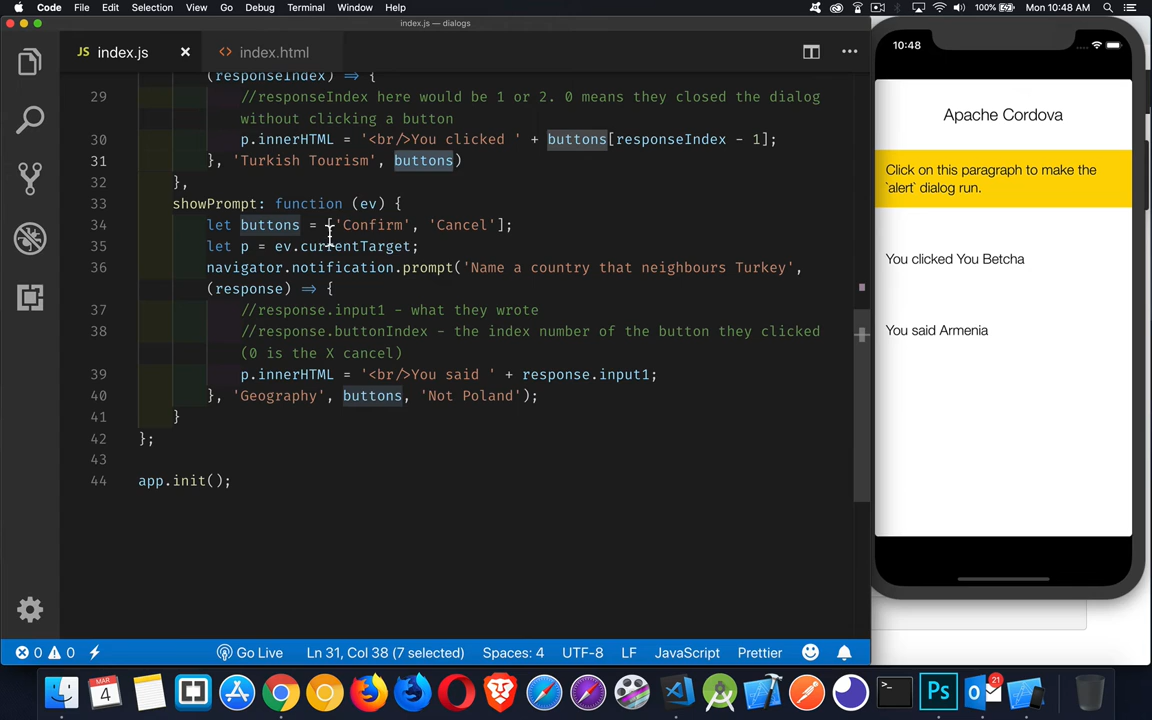 Code File Edit Selection View Go Debug Terminal Window Help
100% Mon 10:48 AM
index.js — dialogs
JS index.js
<> index.html
(responseIndex) => {
29 //responseIndex here would be 1 or 2. 0 means they closed the dialog
without clicking a button
30 p.innerHTML = '<br/>You clicked ' + buttons[responseIndex - 1];
31 }, 'Turkish Tourism', buttons)
32 },
33 showPrompt: function (ev) {
34 let buttons = ['Confirm', 'Cancel'];
35 let p = ev.currentTarget;
36 navigator.notification.prompt('Name a country that neighbours Turkey',
(response) => {
37 //response.input1 - what they wrote
38 //response.buttonIndex - the index number of the button they clicked
(0 is the X cancel)
39 p.innerHTML = '<br/>You said ' + response.input1;
40 }, 'Geography', buttons, 'Not Poland');
41 }
42 };
43
44 app.init();
0 0 Go Live Ln 31, Col 38 (7 selected) Spaces: 4 UTF-8 LF JavaScript Prettier
10:48
Apache Cordova
Click on this paragraph to make the
`alert` dialog run.
You clicked You Betcha
You said Armenia
MAR
4
Ps
21